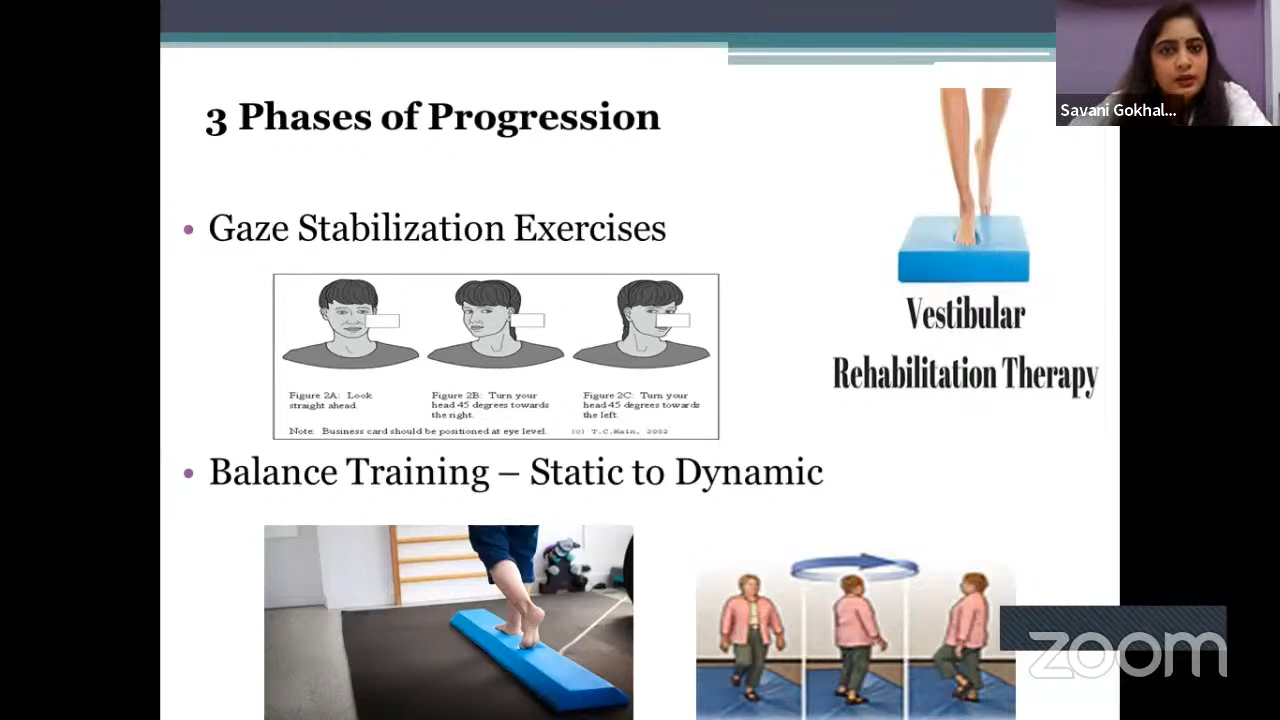 3 Phases of Progression
Savani Gokhal...
• Gaze Stabilization Exercises
Figure 2A: Look
straight ahead.
Figure 2B: Turn your
head 45 degrees towards
the right.
Figure 2C: Turn your
head 45 degrees towards
the left.
Note: Business card should be positioned at eye level.
(c) T.C.Hain, 2002
Vestibular
Rehabilitation Therapy
• Balance Training – Static to Dynamic
zoom